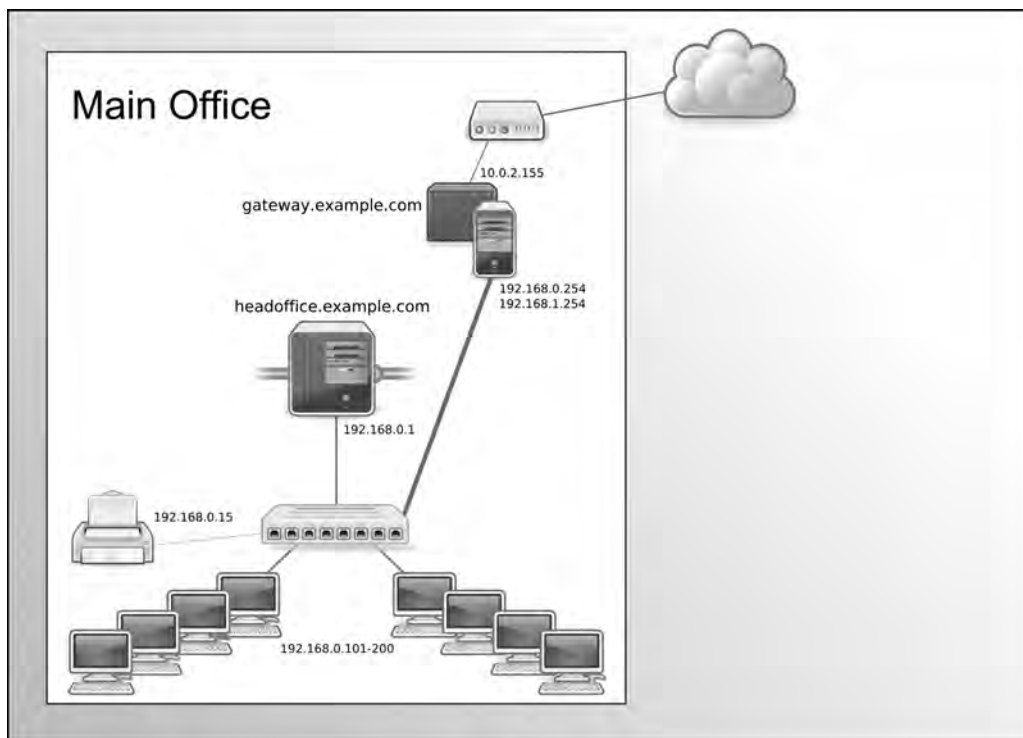 Main Office
10.0.2.155
gateway.example.com
192.168.0.254
192.168.1.254
headoffice.example.com
192.168.0.1
192.168.0.15
192.168.0.101-200